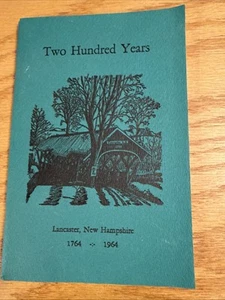 Two Hundred Years
Lancaster, New Hampshire
1764 -:- 1964